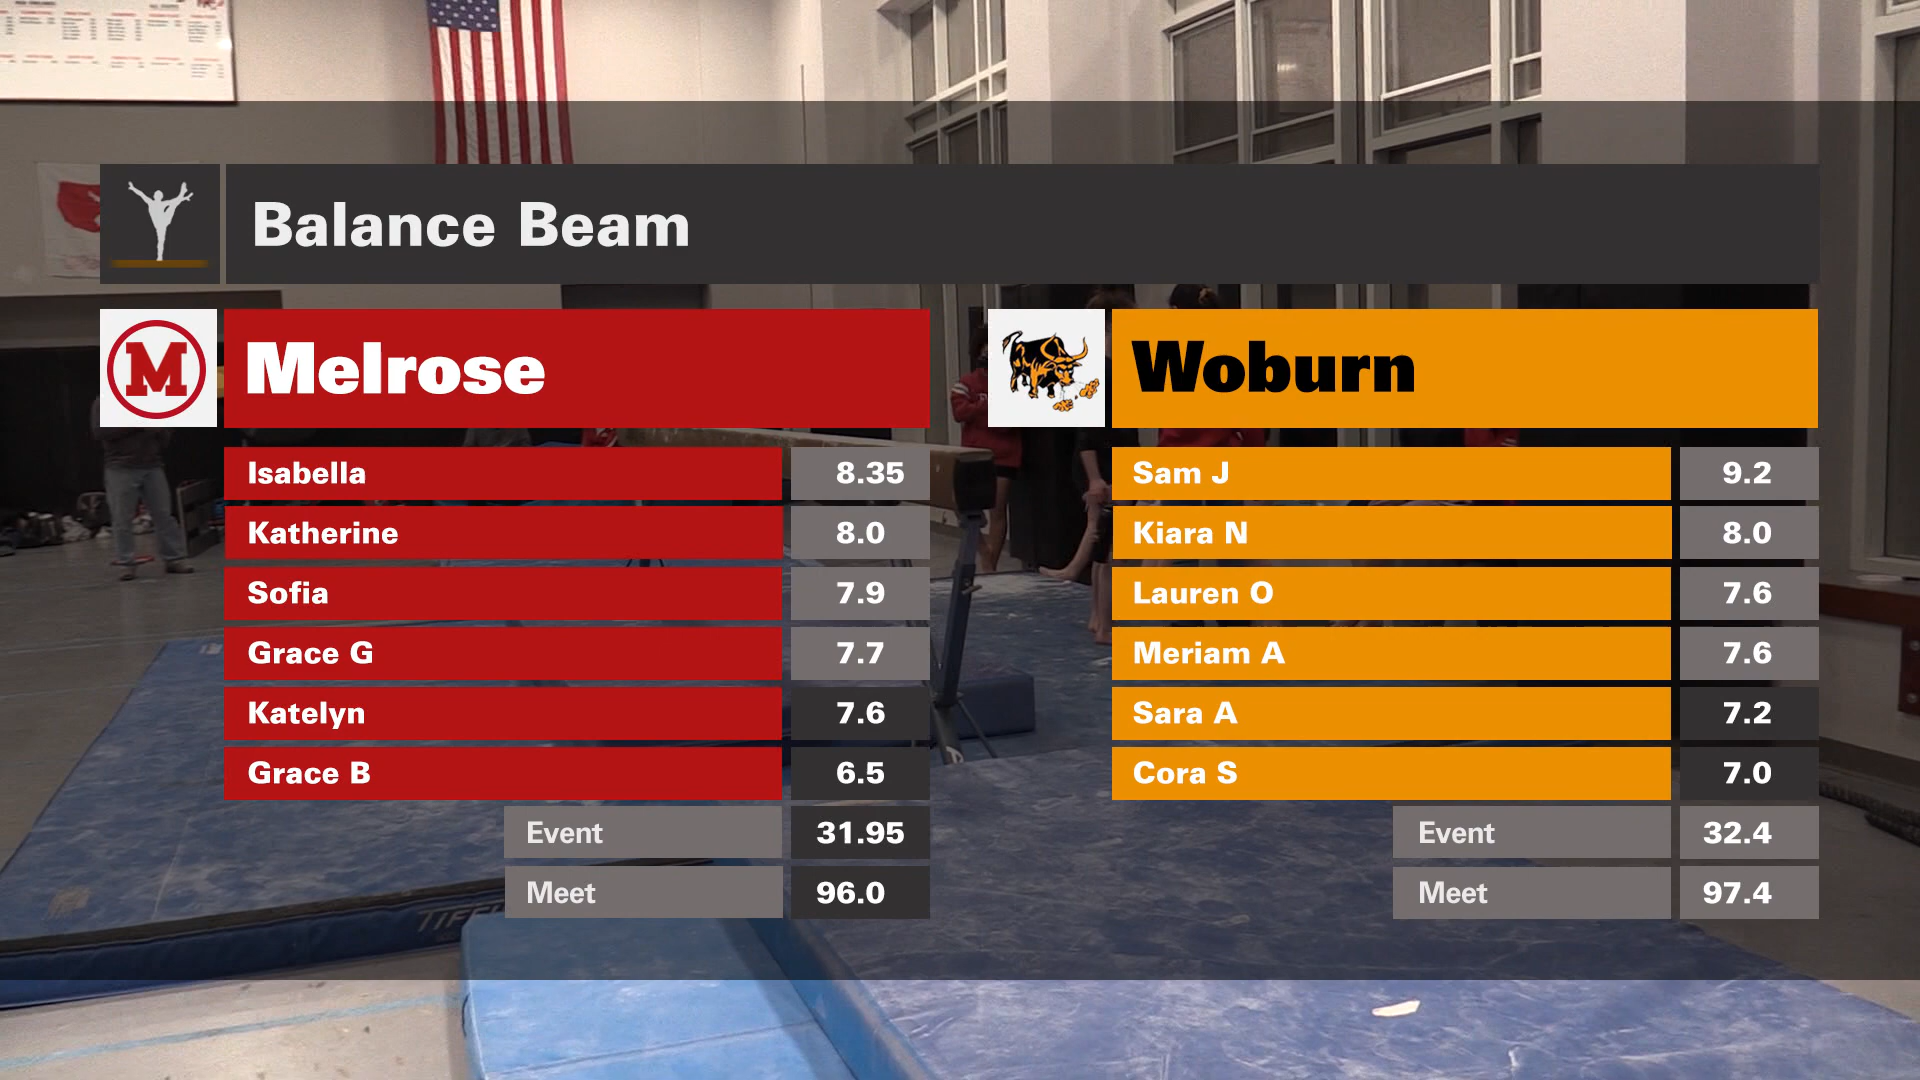 Balance Beam
M Melrose
Isabella 8.35
Katherine 8.0
Sofia 7.9
Grace G 7.7
Katelyn 7.6
Grace B 6.5
Event 31.95
Meet 96.0
Woburn
Sam J 9.2
Kiara N 8.0
Lauren O 7.6
Meriam A 7.6
Sara A 7.2
Cora S 7.0
Event 32.4
Meet 97.4